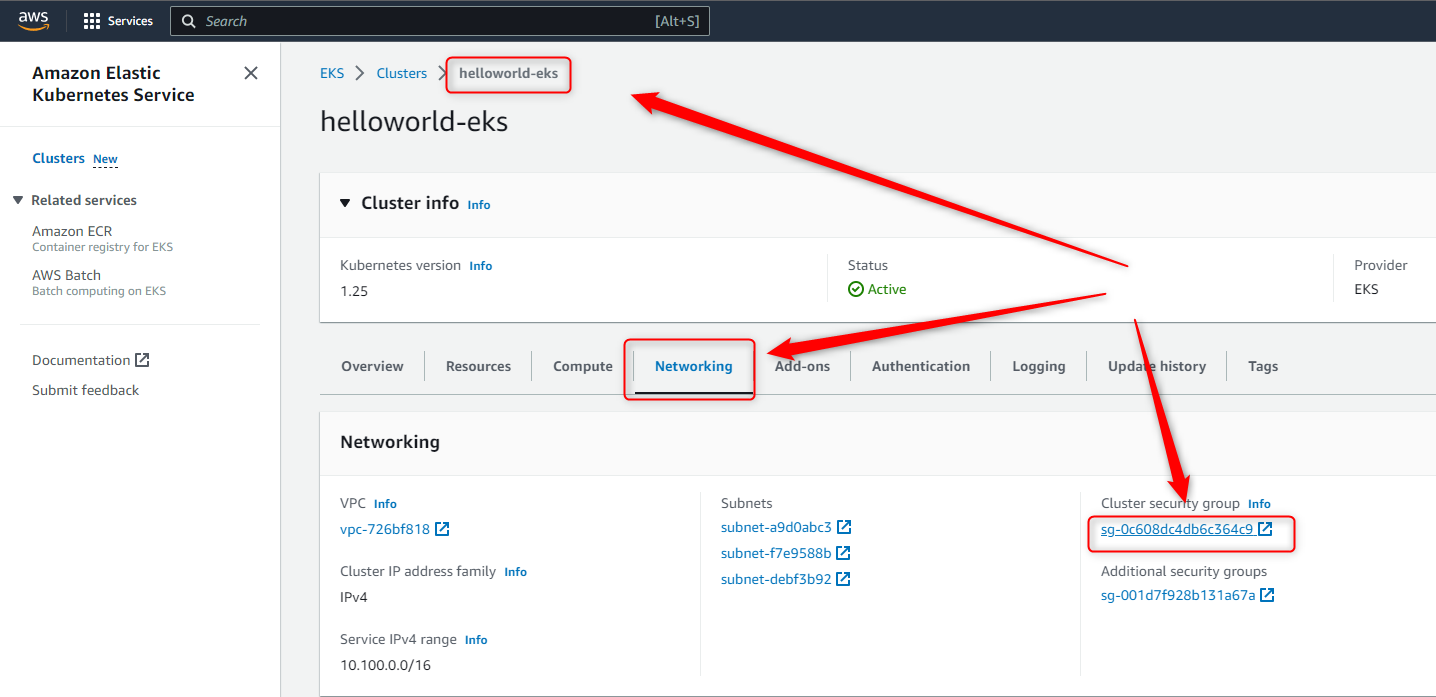 aws
Services
Search
[Alt+S]
Amazon Elastic
Kubernetes Service
Clusters New
Related services
Amazon ECR
Container registry for EKS
AWS Batch
Batch computing on EKS
Documentation
Submit feedback
EKS
Clusters
helloworld-eks
helloworld-eks
Cluster info Info
Kubernetes version Info
1.25
Status
Active
Provider
EKS
Overview
Resources
Compute
Networking
Add-ons
Authentication
Logging
Update history
Tags
Networking
VPC Info
vpc-726bf818
Cluster IP address family Info
IPv4
Service IPv4 range Info
10.100.0.0/16
Subnets
subnet-a9d0abc3
subnet-f7e9588b
subnet-debf3b92
Cluster security group Info
sg-0c608dc4db6c364c9
Additional security groups
sg-001d7f928b131a67a